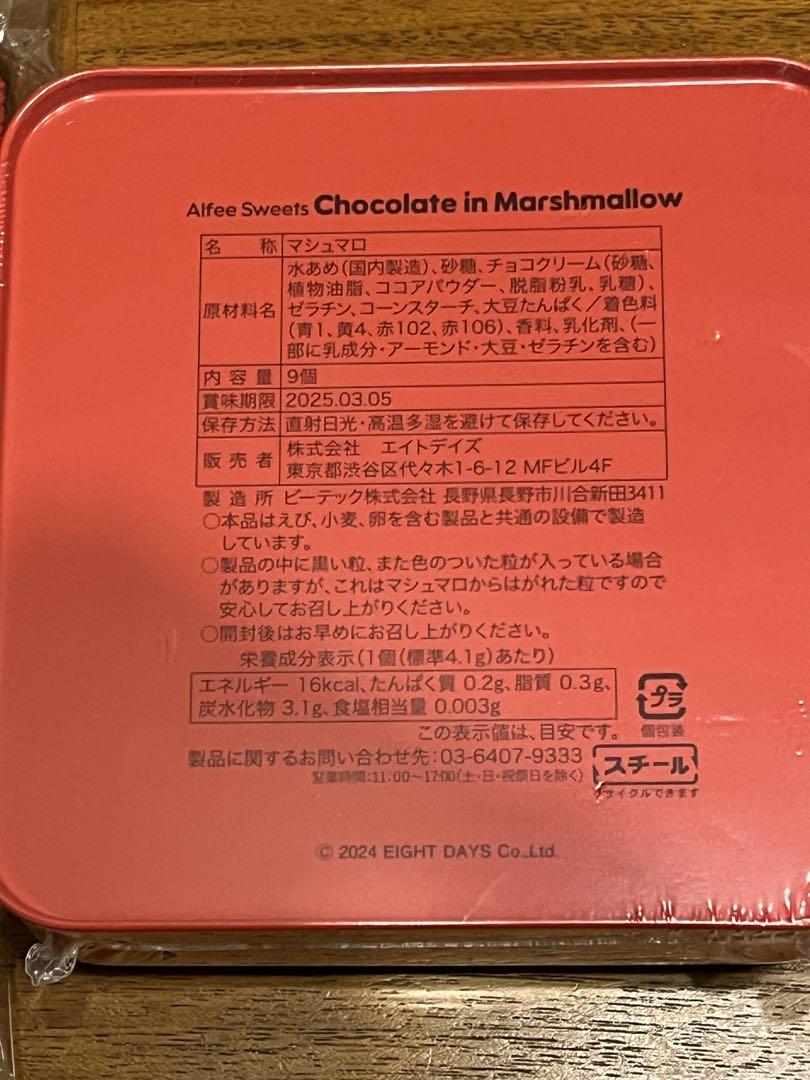 Alfee Sweets Chocolate in Marshmallow
名称 マシュマロ
原材料名 水あめ(国内製造)、砂糖、チョコクリーム(砂糖、
植物油脂、ココアパウダー、脱脂粉乳、乳糖)、
ゼラチン、コーンスターチ、大豆たんぱく/着色料
(青1、黄4、赤102、赤106)、香料、乳化剤、(一
部に乳成分・アーモンド・大豆・ゼラチンを含む)
内容量 9個
賞味期限 2025.03.05
保存方法 直射日光・高温多湿を避けて保存してください。
販売者 株式会社 エイトデイズ
東京都渋谷区代々木1-6-12 MFビル4F
製造所 ビーテック株式会社 長野県長野市川合新田3411
○本品はえび、小麦、卵を含む製品と共通の設備で製造
しています。
○製品の中に黒い粒、また色のついた粒が入っている場合
がありますが、これはマシュマロからはがれた粒ですので
安心してお召し上がりください。
○開封後はお早めにお召し上がりください。
栄養成分表示(1個(標準4.1g)あたり)
エネルギー 16kcal、たんぱく質 0.2g、脂質 0.3g、
炭水化物 3.1g、食塩相当量 0.003g
この表示値は、目安です。
プラ
個包装
製品に関するお問い合わせ先:03-6407-9333
営業時間:11:00〜17:00(土・日・祝祭日を除く)
スチール
リサイクルできます
© 2024 EIGHT DAYS Co.,Ltd.